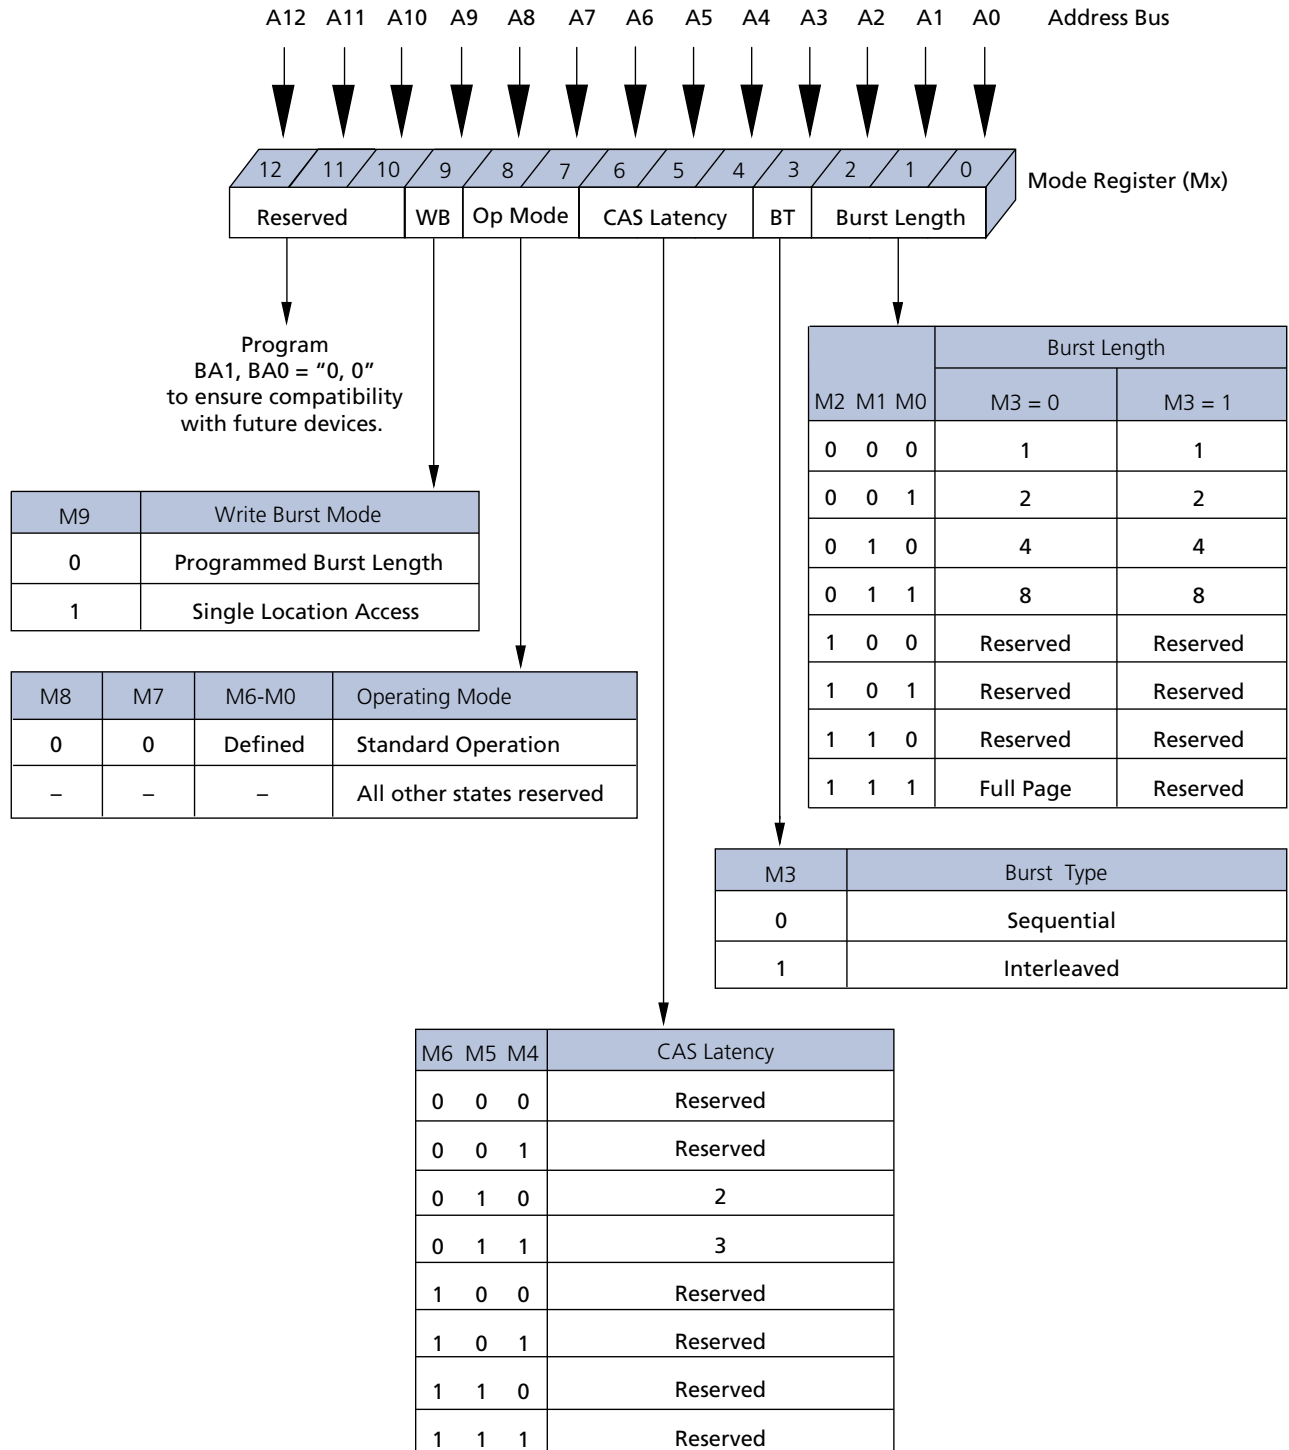 A12 A11 A10 A9 A8 A7 A6 A5 A4 A3 A2 A1 A0 Address Bus
12 11 10 9 8 7 6 5 4 3 2 1 0
Mode Register (Mx)
Reserved WB Op Mode CAS Latency BT Burst Length
Program
BA1, BA0 = “0, 0”
to ensure compatibility
with future devices.
Burst Length
M2 M1 M0 M3 = 0 M3 = 1
0 0 0 1 1
0 0 1 2 2
0 1 0 4 4
0 1 1 8 8
1 0 0 Reserved Reserved
1 0 1 Reserved Reserved
1 1 0 Reserved Reserved
1 1 1 Full Page Reserved
M9 Write Burst Mode
0 Programmed Burst Length
1 Single Location Access
M8 M7 M6-M0 Operating Mode
0 0 Defined Standard Operation
– – – All other states reserved
M3 Burst Type
0 Sequential
1 Interleaved
M6 M5 M4 CAS Latency
0 0 0 Reserved
0 0 1 Reserved
0 1 0 2
0 1 1 3
1 0 0 Reserved
1 0 1 Reserved
1 1 0 Reserved
1 1 1 Reserved